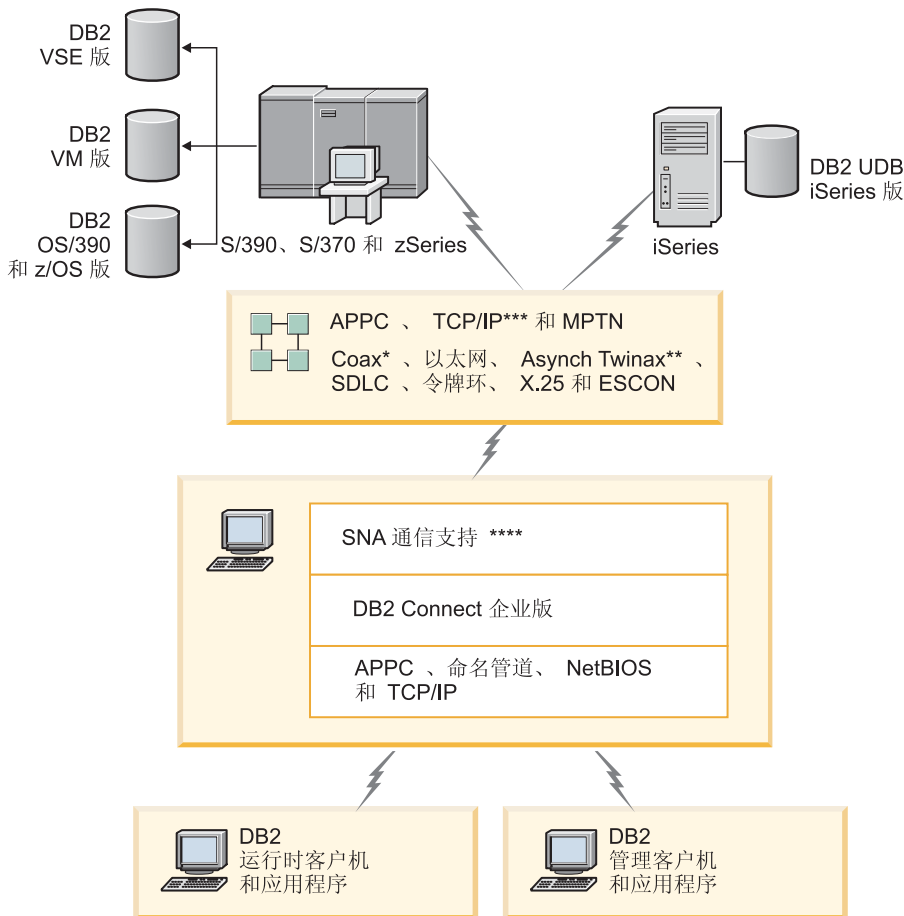 DB2
VSE 版
DB2
VM 版
DB2
OS/390
和 z/OS 版
S/390、S/370 和 zSeries
iSeries
DB2 UDB
iSeries 版
APPC 、 TCP/IP*** 和 MPTN
Coax* 、以太网、 Asynch Twinax** 、
SDLC 、令牌环、 X.25 和 ESCON
SNA 通信支持 ****
DB2 Connect 企业版
APPC 、命名管道、 NetBIOS
和 TCP/IP
DB2
运行时客户机
和应用程序
DB2
管理客户机
和应用程序